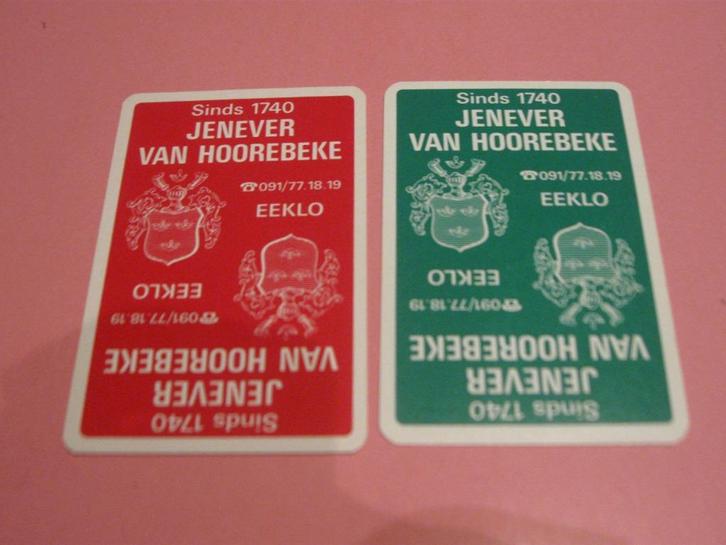 Sinds 1740
JENEVER
VAN HOOREBEKE
☎091/77.18.19
EEKLO
EEKLO
☎091/77.18.19
VAN HOOREBEKE
JENEVER
Sinds 1740
Sinds 1740
JENEVER
VAN HOOREBEKE
☎091/77.18.19
EEKLO
EEKLO
☎091/77.18.19
VAN HOOREBEKE
JENEVER
Sinds 1740